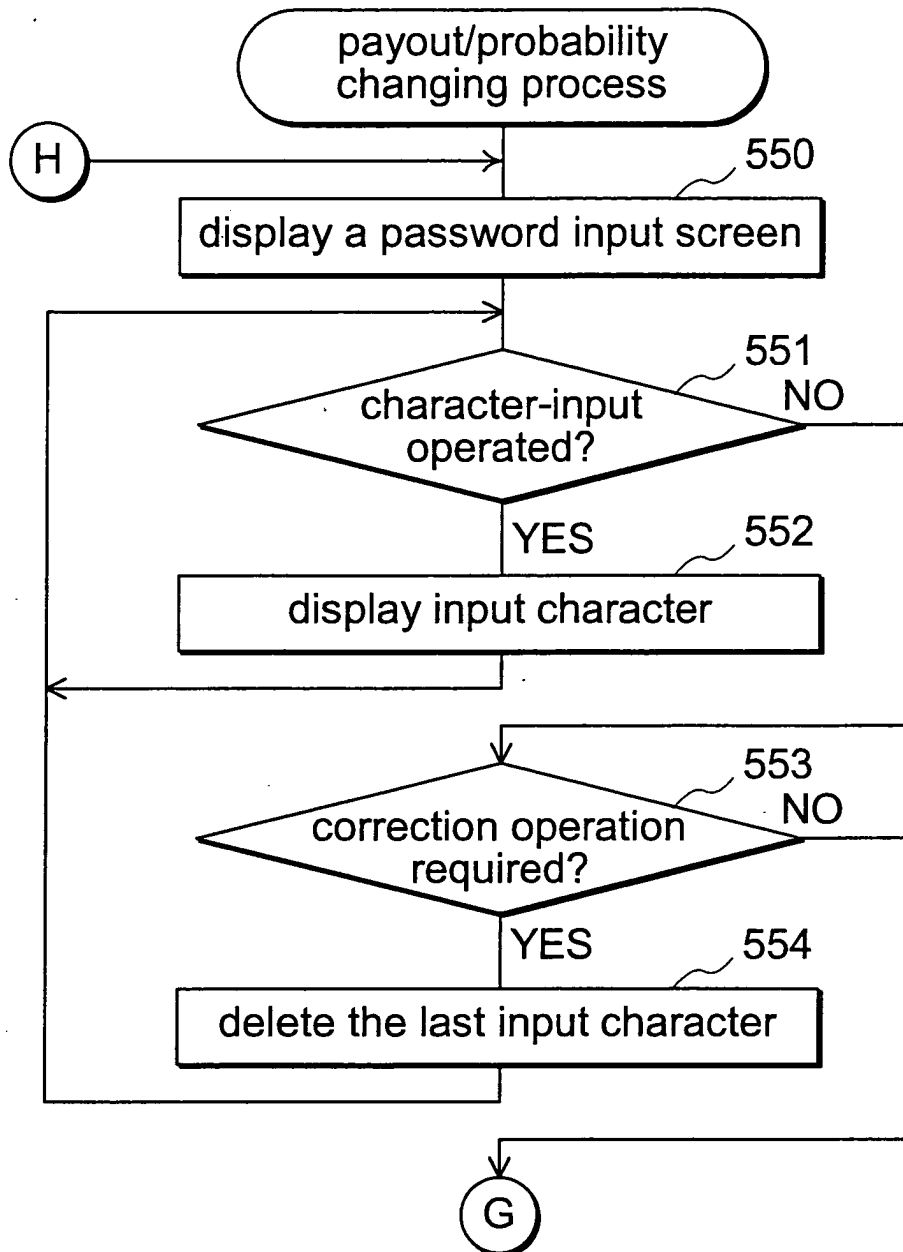 payout/probability
changing process
H
550
display a password input screen
551
character-input
operated?
NO
YES
552
display input character
553
correction operation
required?
NO
YES
554
delete the last input character
G